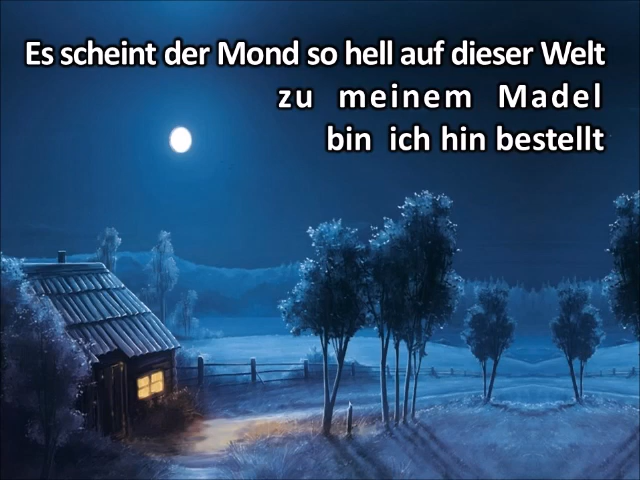 Es scheint der Mond so hell auf dieser Welt
zu meinem Madel
bin ich hin bestellt